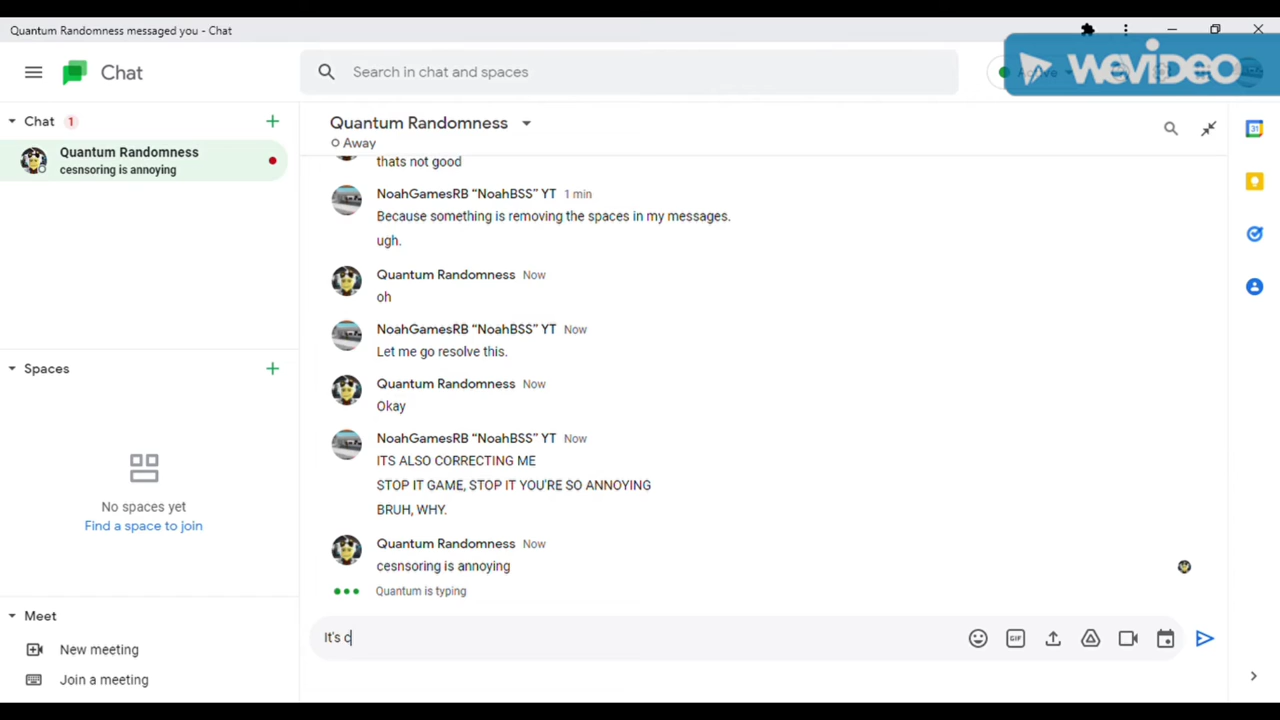 Quantum Randomness messaged you - Chat
wevideo
Chat
Search in chat and spaces
Active
Chat 1
Quantum Randomness
cesnsoring is annoying
Spaces
No spaces yet
Find a space to join
Meet
New meeting
Join a meeting
Quantum Randomness
Away
thats not good
NoahGamesRB “NoahBSS” YT 1 min
Because something is removing the spaces in my messages.
ugh.
Quantum Randomness Now
oh
NoahGamesRB “NoahBSS” YT Now
Let me go resolve this.
Quantum Randomness Now
Okay
NoahGamesRB “NoahBSS” YT Now
ITS ALSO CORRECTING ME
STOP IT GAME, STOP IT YOU'RE SO ANNOYING
BRUH, WHY.
Quantum Randomness Now
cesnsoring is annoying
Quantum is typing
It's c
GIF
31